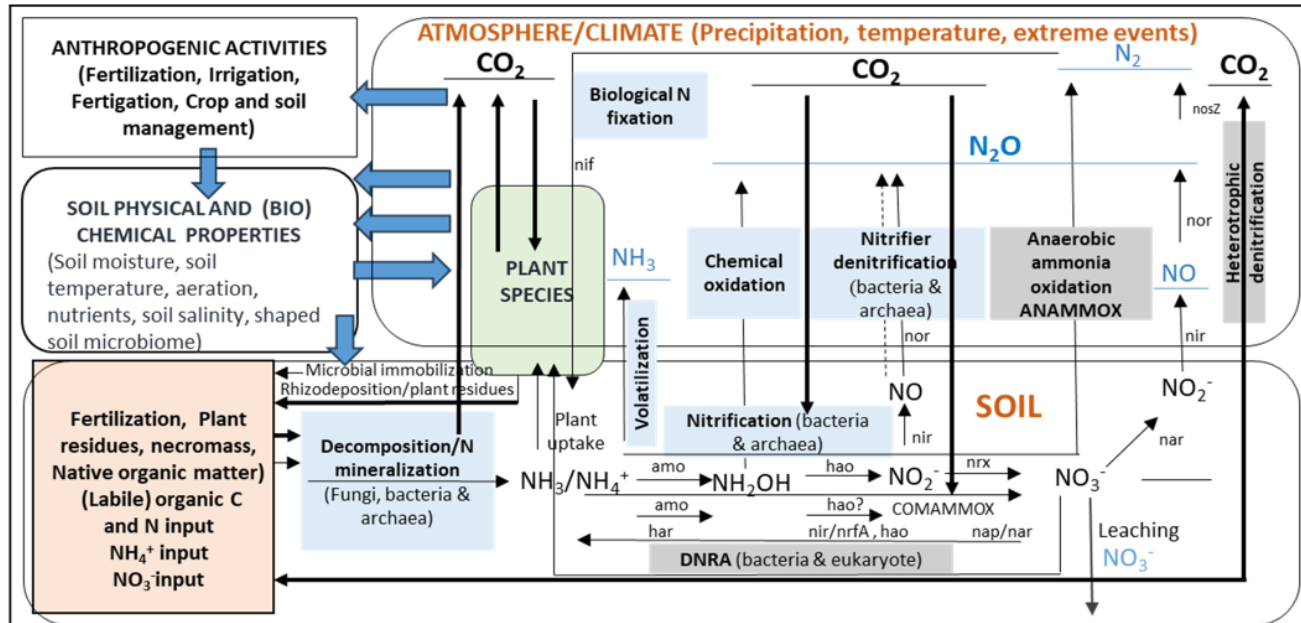 ANTHROPOGENIC ACTIVITIES
(Fertilization, Irrigation,
Fertigation, Crop and soil
management)
SOIL PHYSICAL AND (BIO)
CHEMICAL PROPERTIES
(Soil moisture, soil
temperature, aeration,
nutrients, soil salinity, shaped
soil microbiome)
Fertilization, Plant
residues, necromass,
Native organic matter)
(Labile) organic C
and N input
NH₄⁺ input
NO₃⁻input
ATMOSPHERE/CLIMATE (Precipitation, temperature, extreme events)
CO₂
Biological N
fixation
nif
CO₂
N₂
CO₂
nosZ
N₂O
nor
PLANT
SPECIES
NH₃
Volatilization
Chemical
oxidation
Nitrifier
denitrification
(bacteria &
archaea)
nor
Anaerobic
ammonia
oxidation
ANAMMOX
NO
nir
Heterotrophic
denitrification
Microbial immobilization
Rhizodeposition/plant residues
Plant
uptake
Decomposition/N
mineralization
(Fungi, bacteria &
archaea)
Nitrification (bacteria
& archaea)
NO
nir
SOIL
NO₂⁻
nar
NH₃/NH₄⁺
amo
NH₂OH
hao
NO₂⁻
nrx
NO₃⁻
COMAMMOX
amo
hao?
har
nir/nrfA, hao
nap/nar
DNRA (bacteria & eukaryote)
Leaching
NO₃⁻